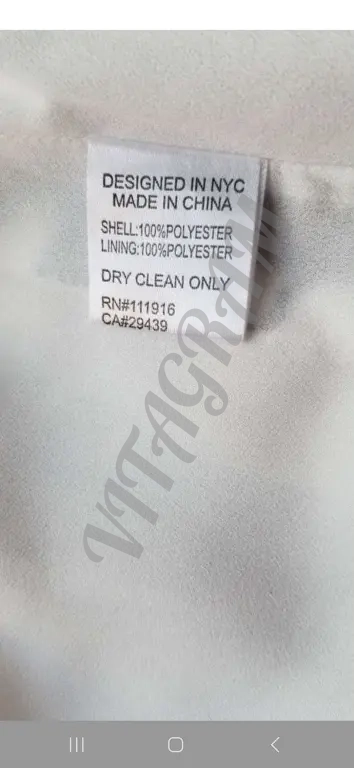 DESIGNED IN NYC
MADE IN CHINA
SHELL:100%POLYESTER
LINING:100%POLYESTER
DRY CLEAN ONLY
RN#111916
CA#29439
VITAGRAM